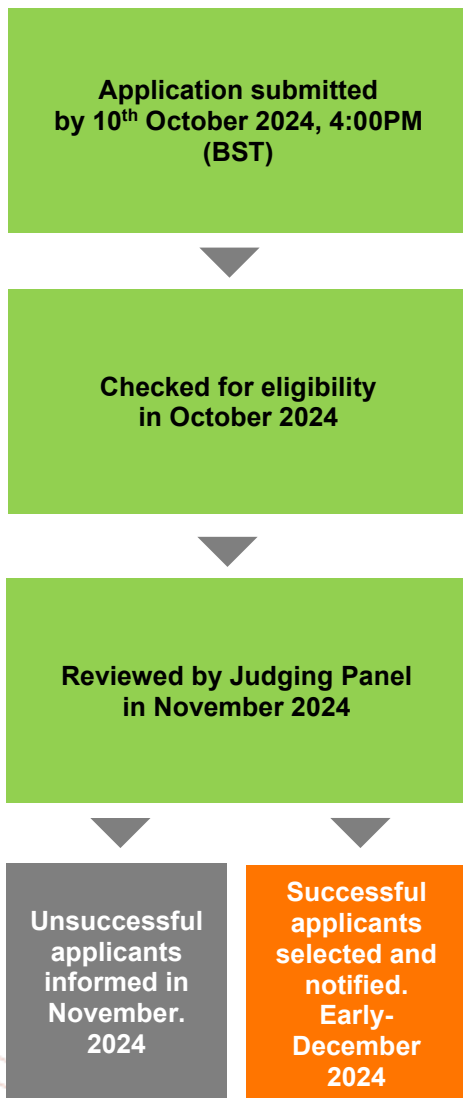 Application submitted
by 10th October 2024, 4:00PM
(BST)
Checked for eligibility
in October 2024
Reviewed by Judging Panel
in November 2024
Unsuccessful
applicants
informed in
November.
2024
Successful
applicants
selected and
notified.
Early-
December
2024